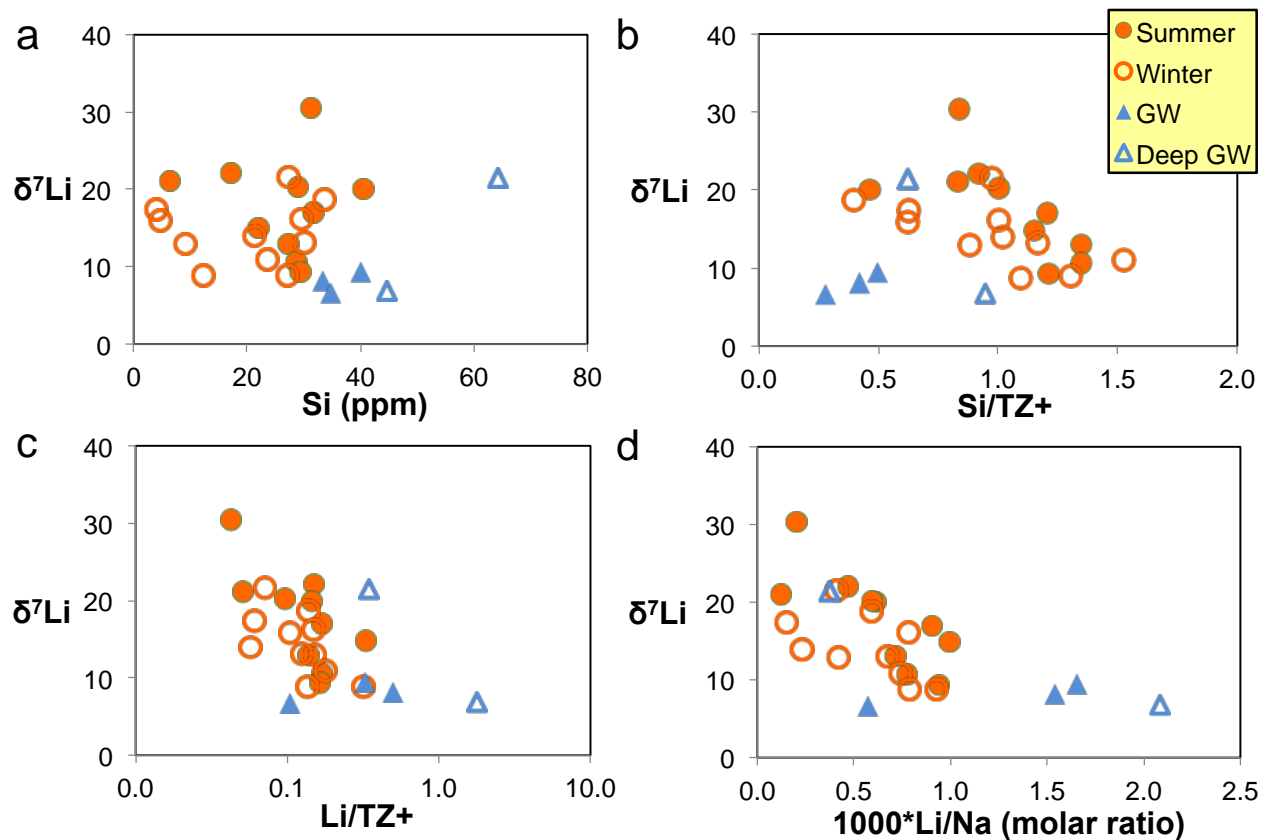 a
40
30
20
10
0
δ⁷Li
0 20 40 60 80
Si (ppm)
b
40
30
20
10
0
δ⁷Li
0.0 0.5 1.0 1.5 2.0
Si/TZ+
Summer
Winter
GW
Deep GW
c
40
30
20
10
0
δ⁷Li
0.0 0.1 1.0 10.0
Li/TZ+
d
40
30
20
10
0
δ⁷Li
0.0 0.5 1.0 1.5 2.0 2.5
1000*Li/Na (molar ratio)